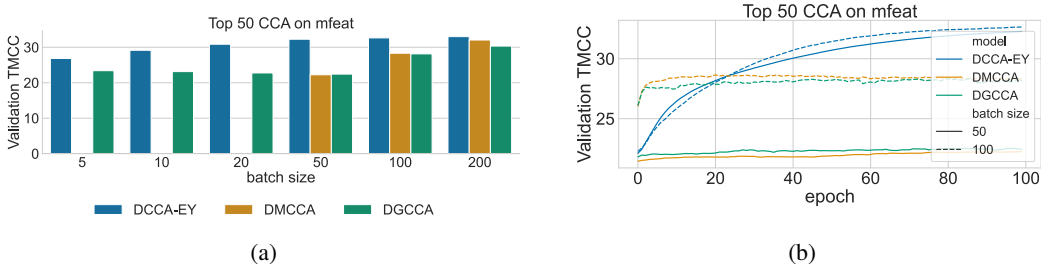 Top 50 CCA on mfeat
Validation TMCC
30
20
10
0
5 10 20 50 100 200
batch size
DCCA-EY DMCCA DGCCA
(a)
Top 50 CCA on mfeat
Validation TMCC
30
25
model
DCCA-EY
DMCCA
DGCCA
batch size
50
100
0 20 40 60 80 100
epoch
(b)